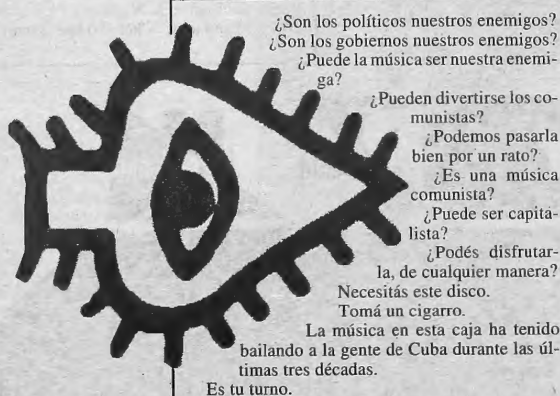 ¿Son los políticos nuestros enemigos?
¿Son los gobiernos nuestros enemigos?
¿Puede la música ser nuestra enemi-
ga?
¿Pueden divertirse los co-
munistas?
¿Podemos pasarla
bien por un rato?
¿Es una música
comunista?
¿Puede ser capita-
lista?
¿Podés disfrutar-
la, de cualquier manera?
Necesitás este disco.
Tomá un cigarro.
La música en esta caja ha tenido
bailando a la gente de Cuba durante las úl-
timas tres décadas.
Es tu turno.